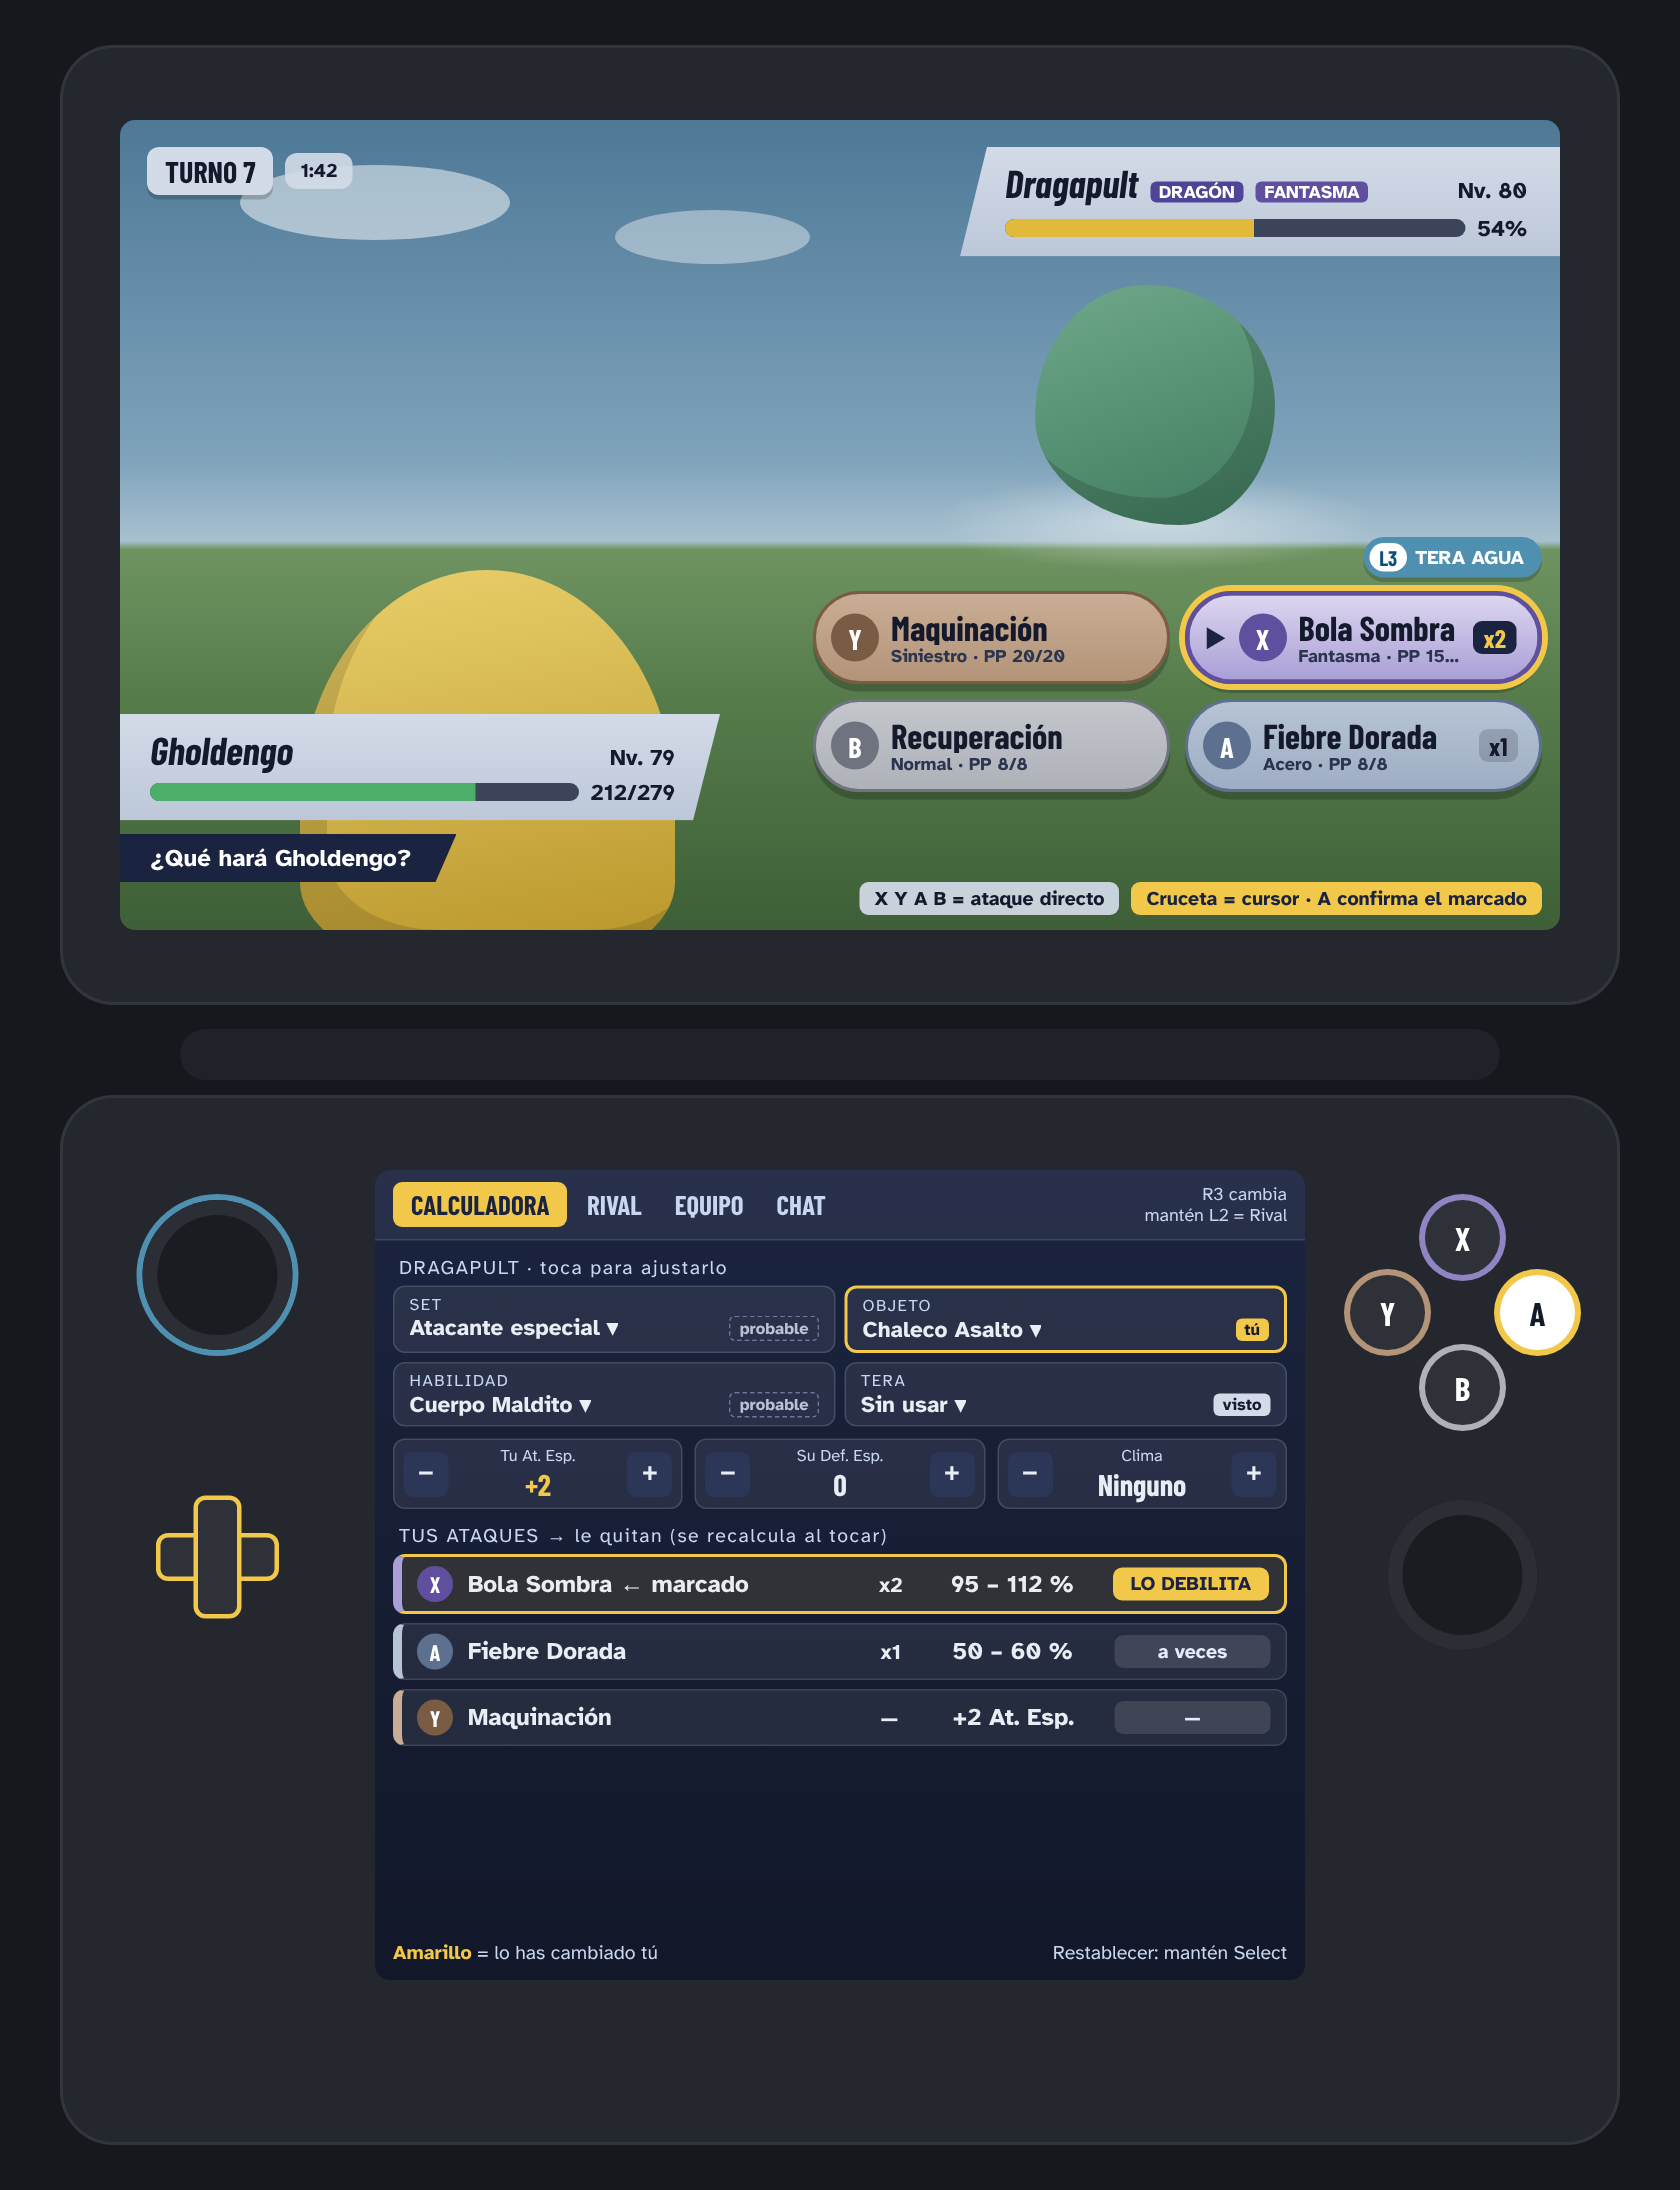 TURNO 7
1:42
Dragapult DRAGÓN FANTASMA Nv. 80
54%
L3 TERA AGUA
Y Maquinación
Siniestro · PP 20/20
▶ X Bola Sombra x2
Fantasma · PP 15...
B Recuperación
Normal · PP 8/8
A Fiebre Dorada x1
Acero · PP 8/8
Gholdengo Nv. 79
212/279
¿Qué hará Gholdengo?
X Y A B = ataque directo
Cruceta = cursor · A confirma el marcado
CALCULADORA RIVAL EQUIPO CHAT
R3 cambia
mantén L2 = Rival
DRAGAPULT · toca para ajustarlo
SET
Atacante especial ▼ probable
OBJETO
Chaleco Asalto ▼ tú
HABILIDAD
Cuerpo Maldito ▼ probable
TERA
Sin usar ▼ visto
Tu At. Esp.
− +2 +
Su Def. Esp.
− 0 +
Clima
− Ninguno +
TUS ATAQUES → le quitan (se recalcula al tocar)
X Bola Sombra ← marcado x2 95 – 112 % LO DEBILITA
A Fiebre Dorada x1 50 – 60 % a veces
Y Maquinación — +2 At. Esp. —
Amarillo = lo has cambiado tú
Restablecer: mantén Select
X
Y
A
B